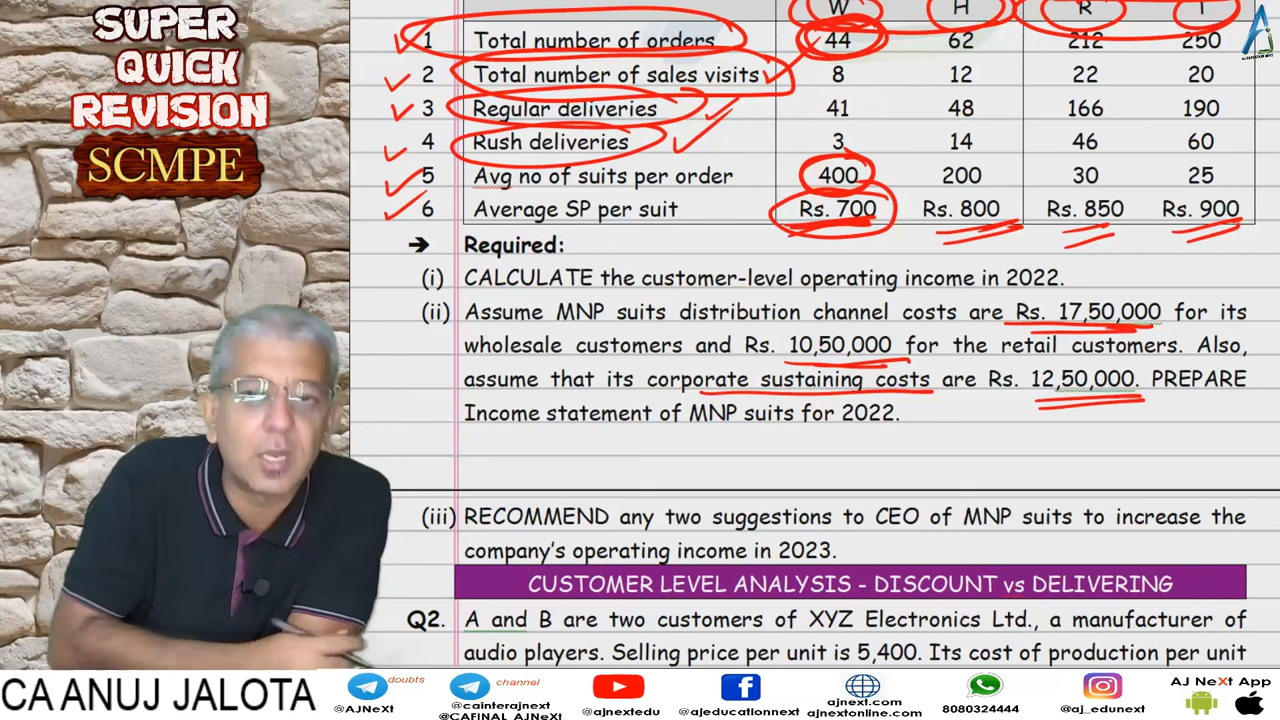 SUPER
QUICK
REVISION
SCMPE
W H R T
1 Total number of orders 44 62 212 250
2 Total number of sales visits 8 12 22 20
3 Regular deliveries 41 48 166 190
4 Rush deliveries 3 14 46 60
5 Avg no of suits per order 400 200 30 25
6 Average SP per suit Rs. 700 Rs. 800 Rs. 850 Rs. 900
➔ Required:
(i) CALCULATE the customer-level operating income in 2022.
(ii) Assume MNP suits distribution channel costs are Rs. 17,50,000 for its
wholesale customers and Rs. 10,50,000 for the retail customers. Also,
assume that its corporate sustaining costs are Rs. 12,50,000. PREPARE
Income statement of MNP suits for 2022.
(iii) RECOMMEND any two suggestions to CEO of MNP suits to increase the
company's operating income in 2023.
CUSTOMER LEVEL ANALYSIS - DISCOUNT vs DELIVERING
Q2. A and B are two customers of XYZ Electronics Ltd., a manufacturer of
audio players. Selling price per unit is 5,400. Its cost of production per unit
CA ANUJ JALOTA
doubts
@AJNeXt
channel
@cainterajnext
@CAFINAL_AJNeXt
@ajnextedu
@ajeducationnext
ajnext.com
ajnextonline.com
8080324444
@aj_edunext
AJ NeXt App